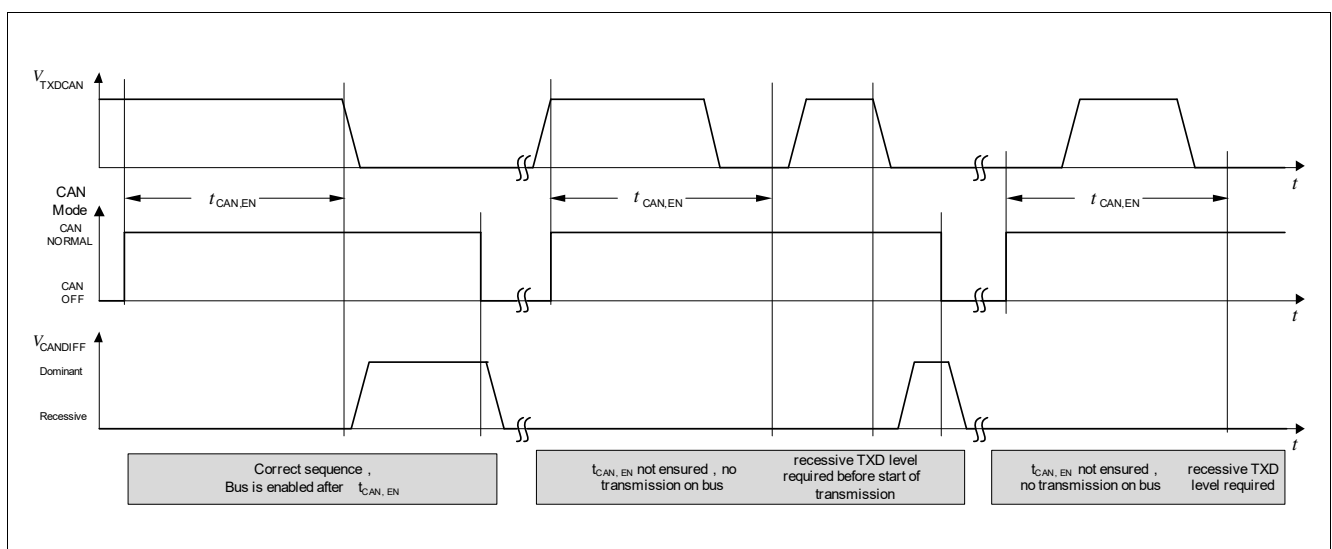 V_TXDCAN
t
CAN
Mode
t_CAN,EN
t_CAN,EN
t_CAN,EN
CAN
NORMAL
CAN
OFF
t
V_CANDIFF
Dominant
Recessive
t
Correct sequence ,
Bus is enabled after t_CAN, EN
t_CAN, EN not ensured , no
transmission on bus
recessive TXD level
required before start of
transmission
t_CAN, EN not ensured ,
no transmission on bus
recessive TXD
level required